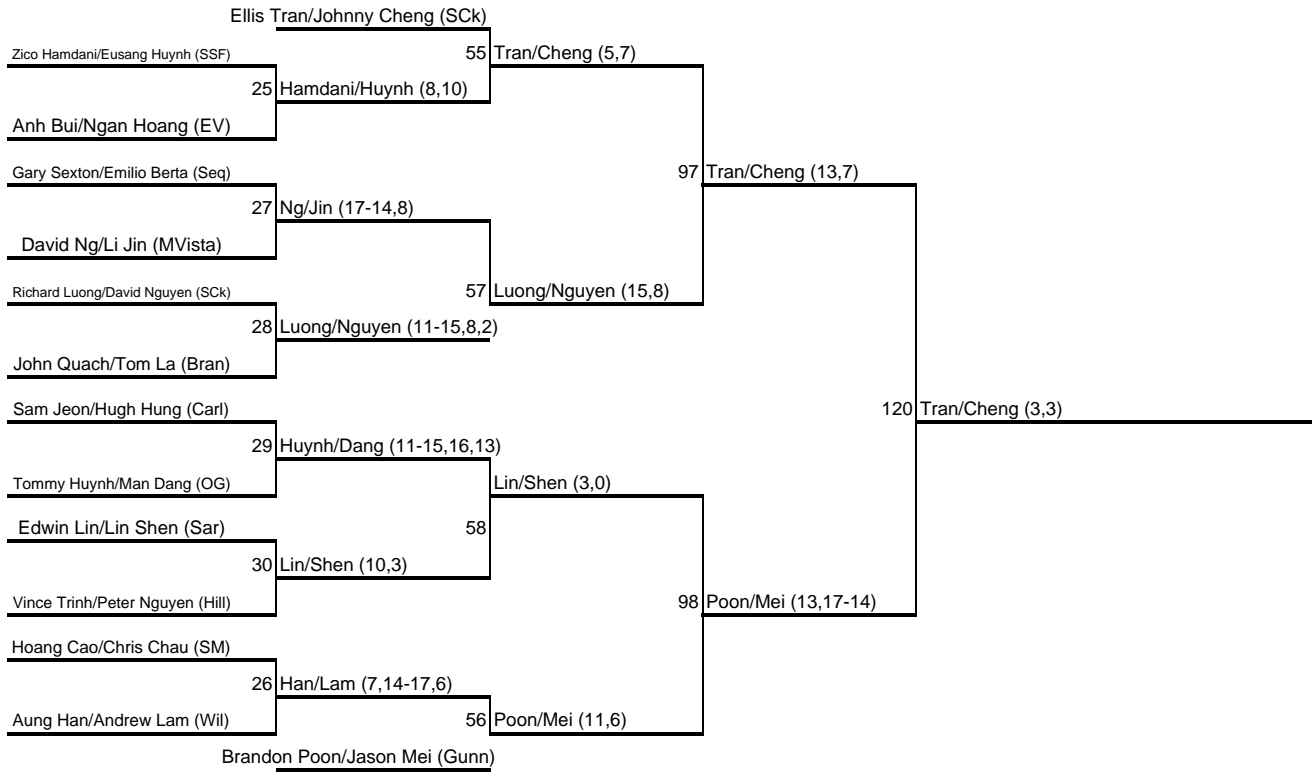 Ellis Tran/Johnny Cheng (SCk)
Zico Hamdani/Eusang Huynh (SSF)
55 Tran/Cheng (5,7)
25 Hamdani/Huynh (8,10)
Anh Bui/Ngan Hoang (EV)
Gary Sexton/Emilio Berta (Seq)
97 Tran/Cheng (13,7)
27 Ng/Jin (17-14,8)
David Ng/Li Jin (MVista)
Richard Luong/David Nguyen (SCk)
57 Luong/Nguyen (15,8)
28 Luong/Nguyen (11-15,8,2)
John Quach/Tom La (Bran)
Sam Jeon/Hugh Hung (Carl)
120 Tran/Cheng (3,3)
29 Huynh/Dang (11-15,16,13)
Tommy Huynh/Man Dang (OG)
Lin/Shen (3,0)
Edwin Lin/Lin Shen (Sar)
58
30 Lin/Shen (10,3)
Vince Trinh/Peter Nguyen (Hill)
98 Poon/Mei (13,17-14)
Hoang Cao/Chris Chau (SM)
26 Han/Lam (7,14-17,6)
Aung Han/Andrew Lam (Wil)
56 Poon/Mei (11,6)
Brandon Poon/Jason Mei (Gunn)